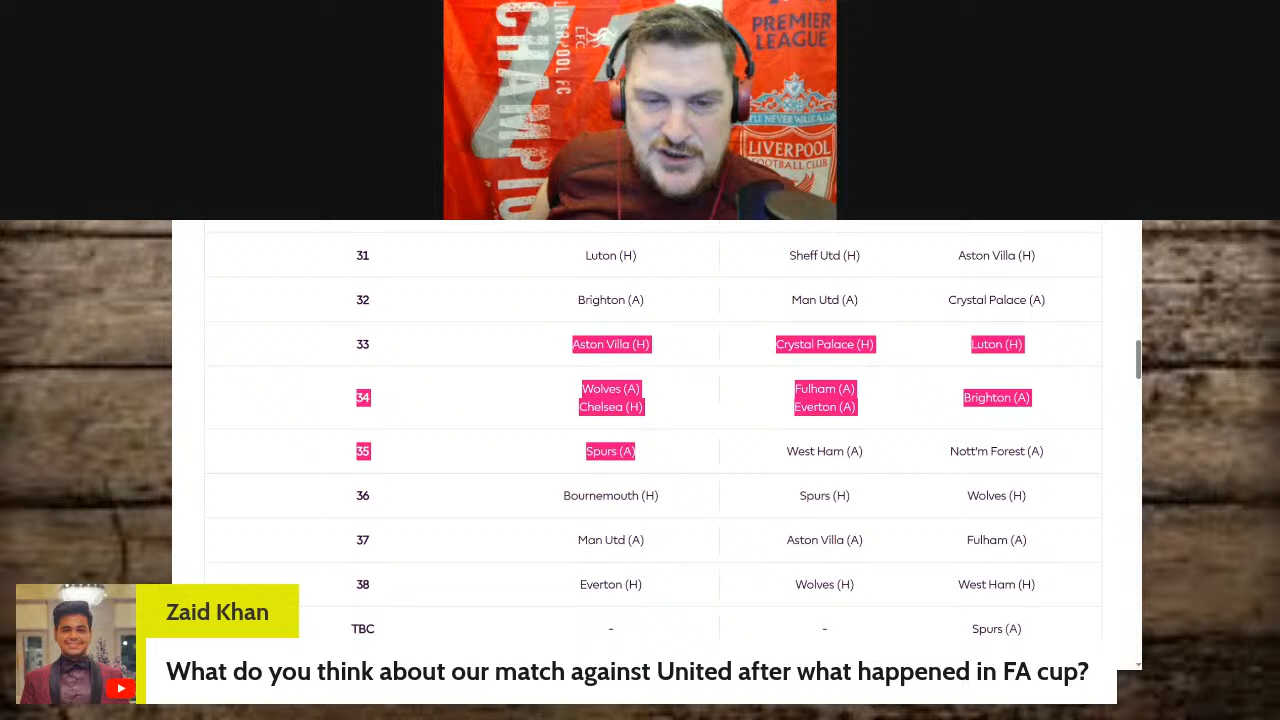 CHAMPIO
LIVERPOOL FC
LFC
PREMIER
LEAGUE
LIVERPOOL
FOOTBALL CLUB
31 Luton (H) Sheff Utd (H) Aston Villa (H)
32 Brighton (A) Man Utd (A) Crystal Palace (A)
33 Aston Villa (H) Crystal Palace (H) Luton (H)
34 Wolves (A) Fulham (A) Brighton (A)
Chelsea (H) Everton (A)
35 Spurs (A) West Ham (A) Nott'm Forest (A)
36 Bournemouth (H) Spurs (H) Wolves (H)
37 Man Utd (A) Aston Villa (A) Fulham (A)
38 Everton (H) Wolves (H) West Ham (H)
TBC - - Spurs (A)
Zaid Khan
What do you think about our match against United after what happened in FA cup?